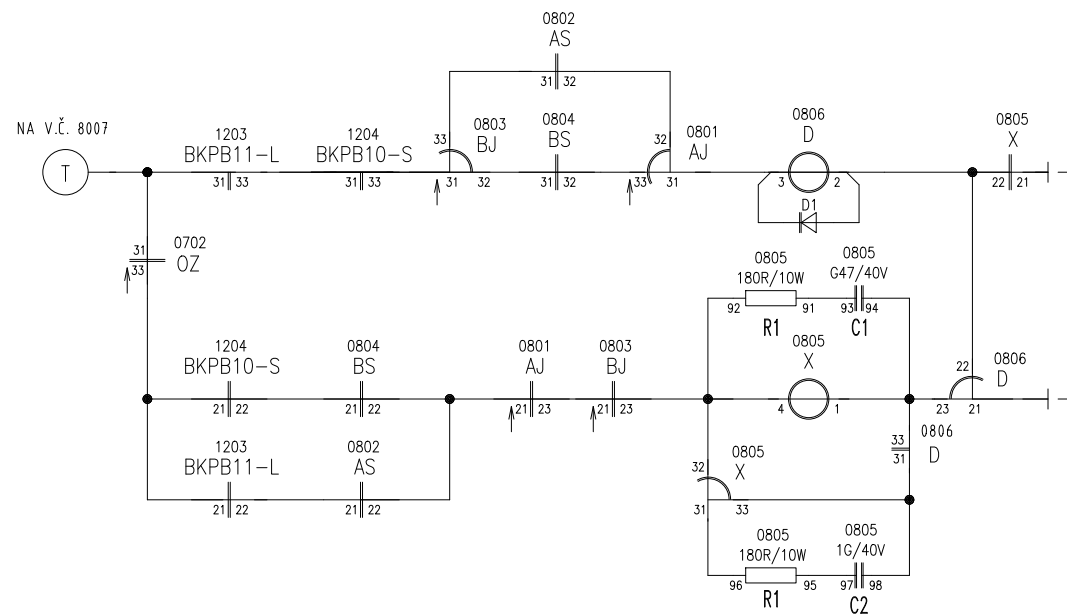 0802
AS
31 32
NA V.Č. 8007
T
1203
BKPB11-L
31 33
1204
BKPB10-S
31 33
33
0803
BJ
31 32
0804
BS
31 32
32
0801
AJ
33 31
0806
D
3 2
D1
0805
X
22 21
31
33
0702
OZ
0805
180R/10W
92 91
R1
0805
G47/40V
93 94
C1
1204
BKPB10-S
21 22
0804
BS
21 22
0801
AJ
21 23
0803
BJ
21 23
0805
X
4 1
22
0806
D
23 21
1203
BKPB11-L
21 22
0802
AS
21 22
33
31
0806
D
32
0805
X
31 33
0805
180R/10W
96 95
R1
0805
1G/40V
97 98
C2